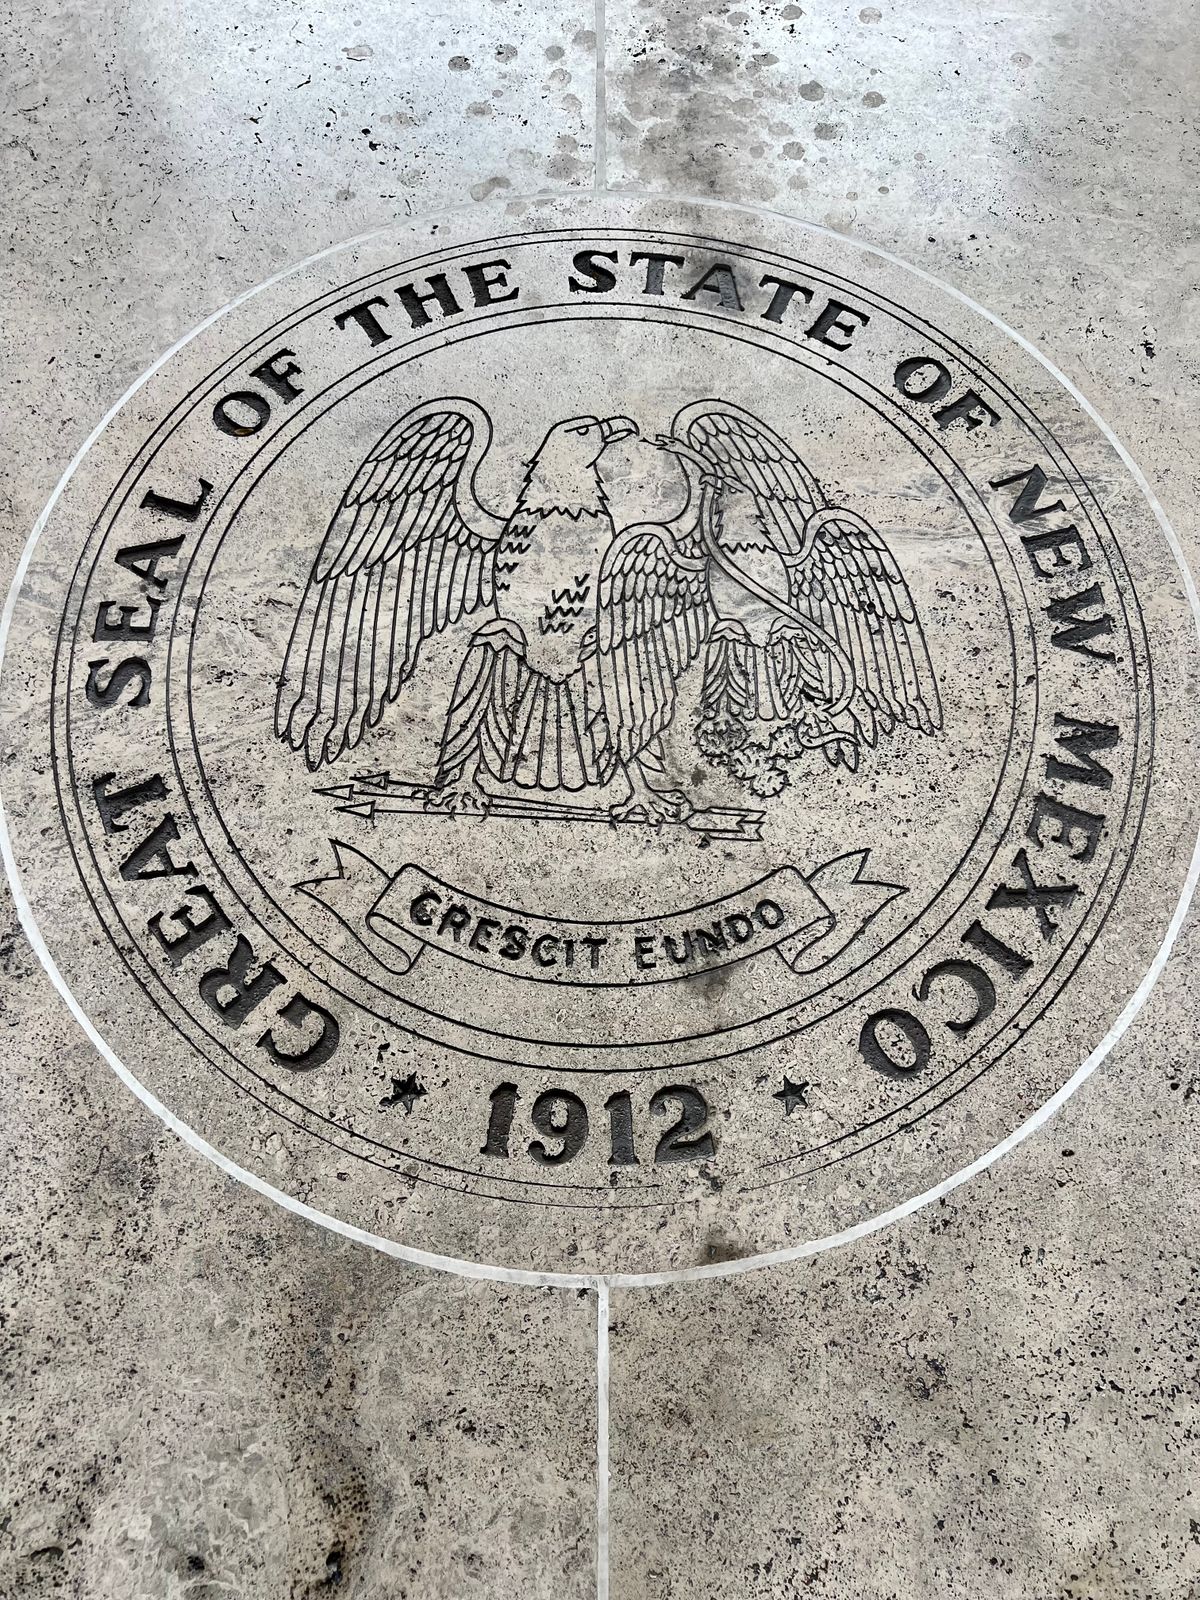 GREAT SEAL OF THE STATE OF NEW MEXICO
CRESCIT EUNDO
1912